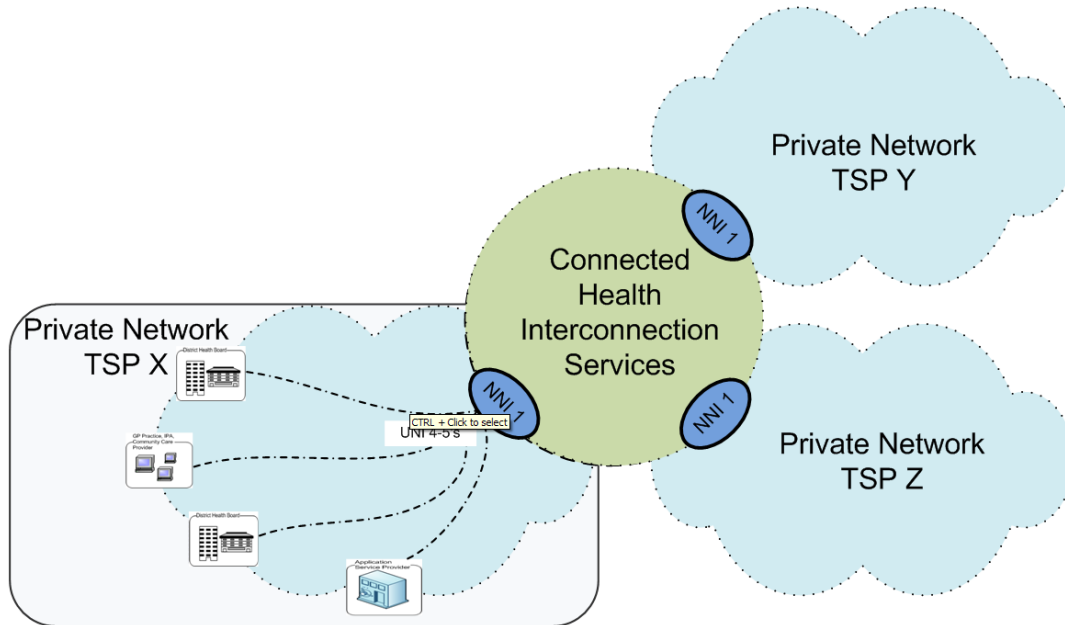 Private Network
TSP Y
NNI 1
Connected
Health
Interconnection
Services
Private Network
TSP X
District Health Board
NNI 1
CTRL + Click to select
UNI 4-5's
NNI 1
GP Practice, IPA,
Community Care
Provider
Private Network
TSP Z
District Health Board
Application
Service Provider